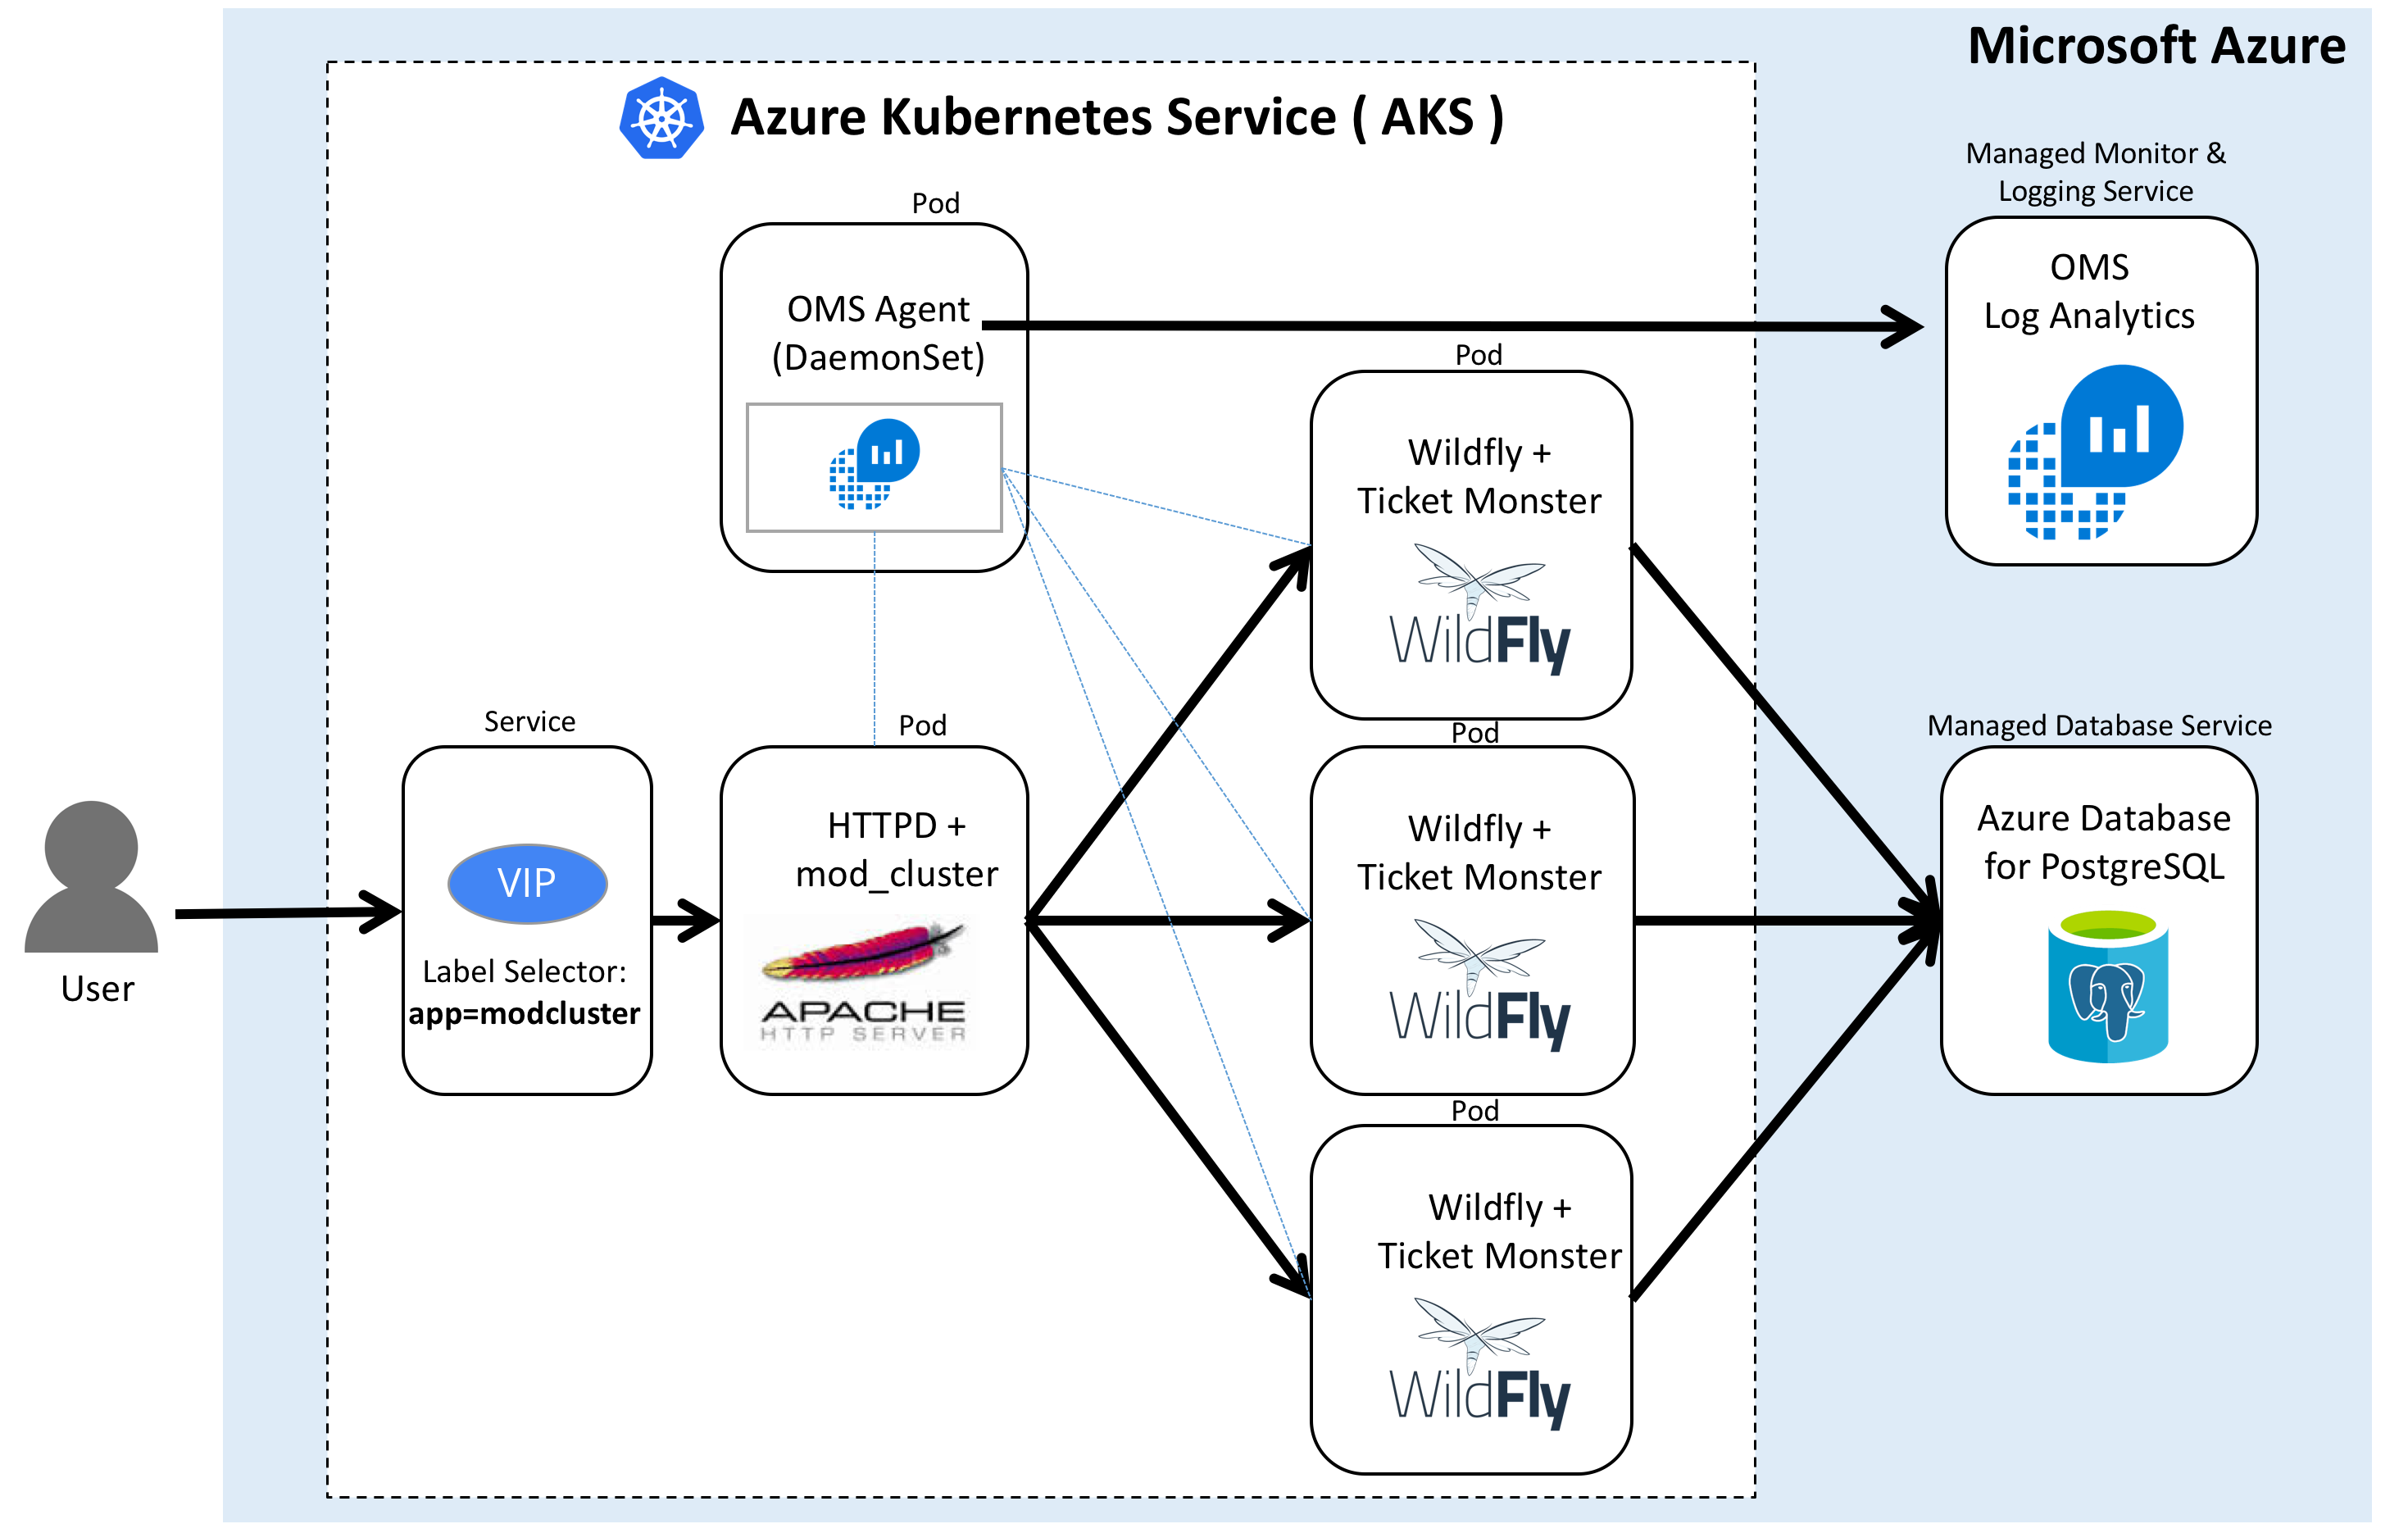 Microsoft Azure
Azure Kubernetes Service ( AKS )
Managed Monitor &
Logging Service
Pod
OMS Agent
(DaemonSet)
OMS
Log Analytics
Pod
Wildfly +
Ticket Monster
WildFly
Service
VIP
Label Selector:
app=modcluster
Pod
HTTPD +
mod_cluster
APACHE
HTTP SERVER
Pod
Wildfly +
Ticket Monster
WildFly
Managed Database Service
Azure Database
for PostgreSQL
User
Pod
Wildfly +
Ticket Monster
WildFly